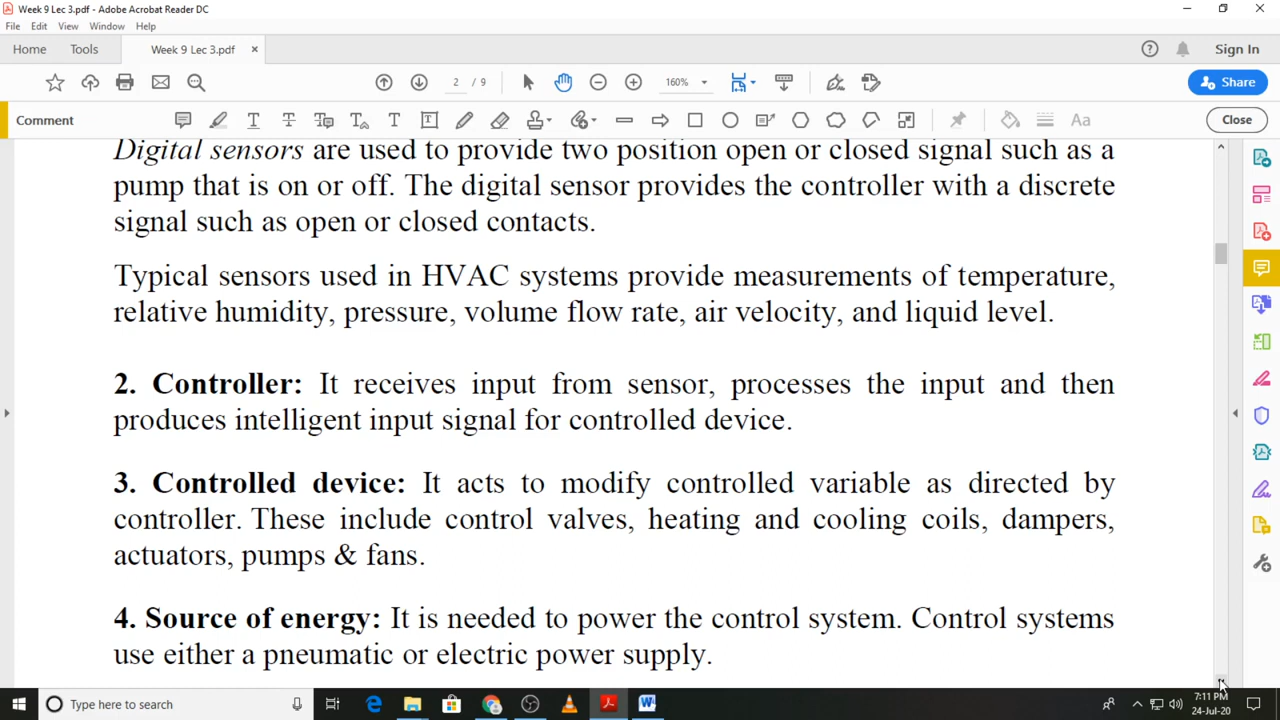 Week 9 Lec 3.pdf - Adobe Acrobat Reader DC
File Edit View Window Help
Home Tools Week 9 Lec 3.pdf × Sign In
2 / 9 160% Share
Comment Aa Close
Digital sensors are used to provide two position open or closed signal such as a
pump that is on or off. The digital sensor provides the controller with a discrete
signal such as open or closed contacts.
Typical sensors used in HVAC systems provide measurements of temperature,
relative humidity, pressure, volume flow rate, air velocity, and liquid level.
2. Controller: It receives input from sensor, processes the input and then
produces intelligent input signal for controlled device.
3. Controlled device: It acts to modify controlled variable as directed by
controller. These include control valves, heating and cooling coils, dampers,
actuators, pumps & fans.
4. Source of energy: It is needed to power the control system. Control systems
use either a pneumatic or electric power supply.
Type here to search
7:11 PM
24-Jul-20